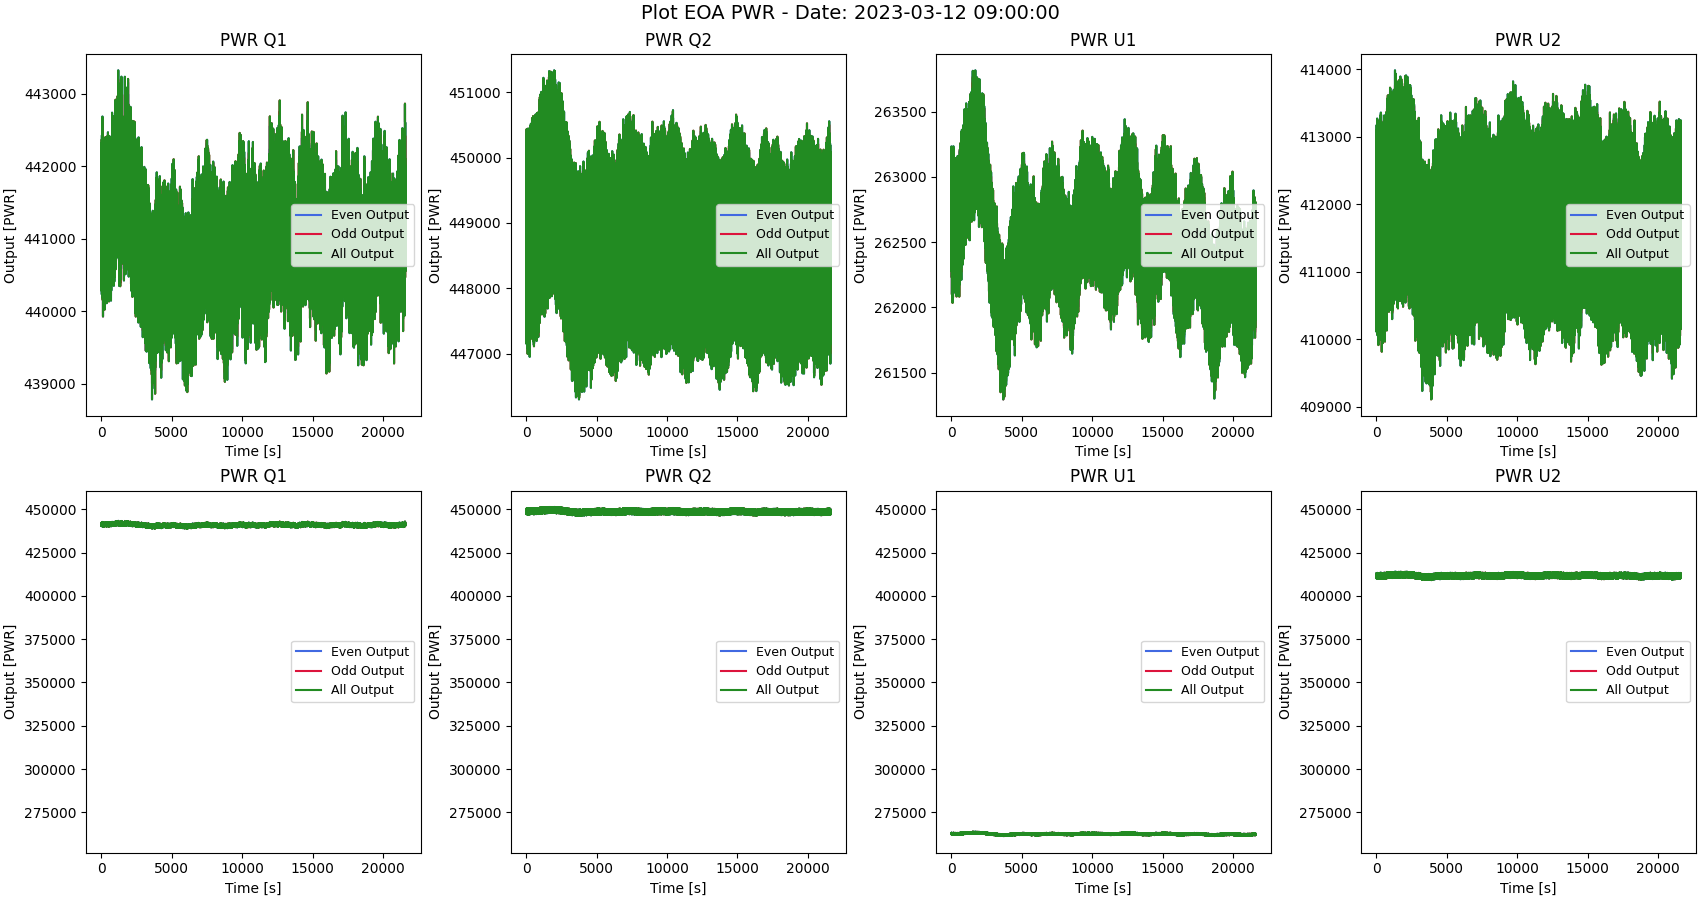 Plot EOA PWR - Date: 2023-03-12 09:00:00
PWR Q1
Output [PWR]
443000
442000
441000
440000
439000
Even Output
Odd Output
All Output
0 5000 10000 15000 20000
Time [s]
PWR Q2
Output [PWR]
451000
450000
449000
448000
447000
Even Output
Odd Output
All Output
0 5000 10000 15000 20000
Time [s]
PWR U1
Output [PWR]
263500
263000
262500
262000
261500
Even Output
Odd Output
All Output
0 5000 10000 15000 20000
Time [s]
PWR U2
Output [PWR]
414000
413000
412000
411000
410000
409000
Even Output
Odd Output
All Output
0 5000 10000 15000 20000
Time [s]
PWR Q1
Output [PWR]
450000
425000
400000
375000
350000
325000
300000
275000
Even Output
Odd Output
All Output
0 5000 10000 15000 20000
Time [s]
PWR Q2
Output [PWR]
450000
425000
400000
375000
350000
325000
300000
275000
Even Output
Odd Output
All Output
0 5000 10000 15000 20000
Time [s]
PWR U1
Output [PWR]
450000
425000
400000
375000
350000
325000
300000
275000
Even Output
Odd Output
All Output
0 5000 10000 15000 20000
Time [s]
PWR U2
Output [PWR]
450000
425000
400000
375000
350000
325000
300000
275000
Even Output
Odd Output
All Output
0 5000 10000 15000 20000
Time [s]